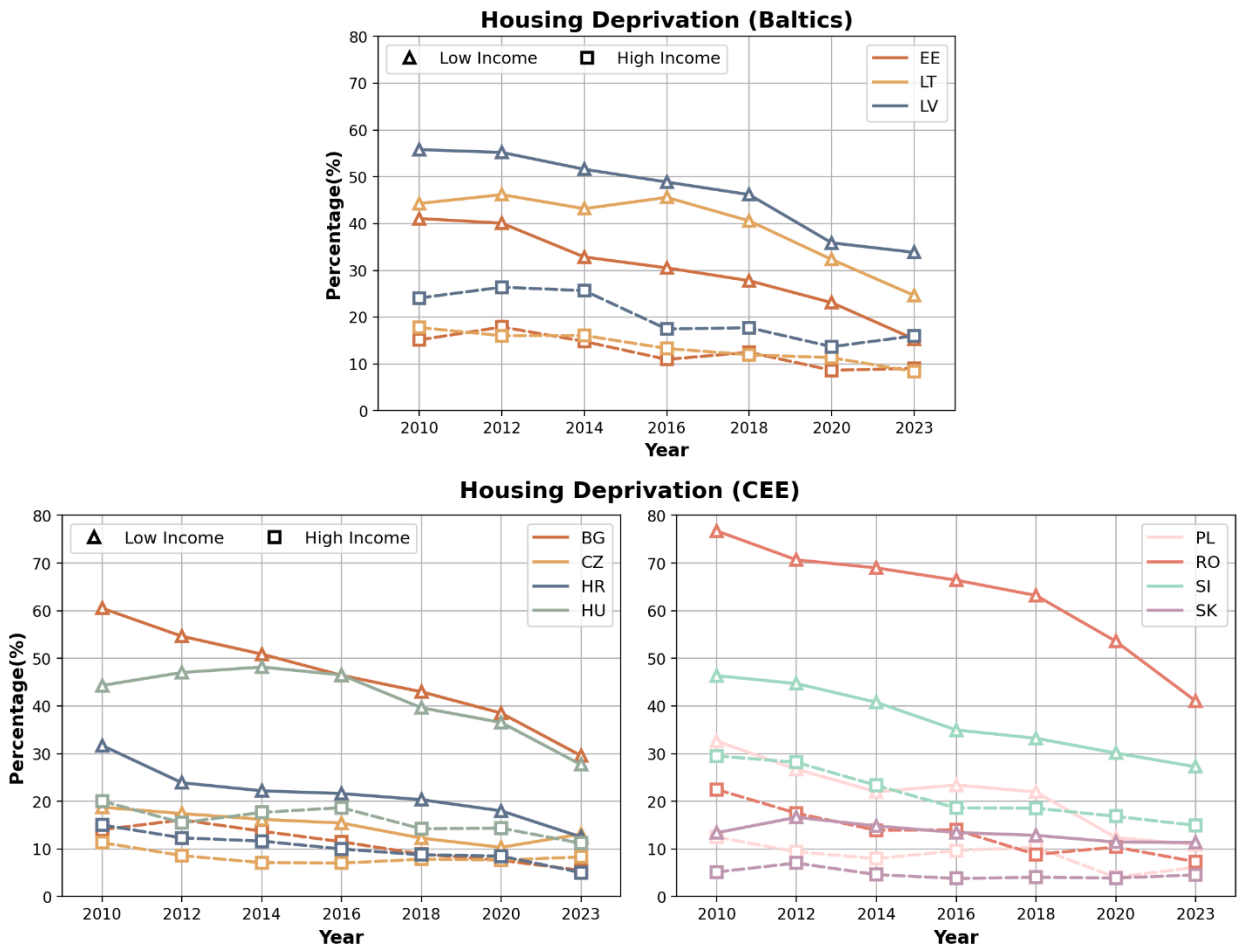 Housing Deprivation (Baltics)
Low Income High Income
EE
LT
LV
80
70
60
50
40
30
20
10
0
Percentage(%)
2010 2012 2014 2016 2018 2020 2023
Year
Housing Deprivation (CEE)
Low Income High Income
BG
CZ
HR
HU
80
70
60
50
40
30
20
10
0
Percentage(%)
2010 2012 2014 2016 2018 2020 2023
Year
PL
RO
SI
SK
80
70
60
50
40
30
20
10
0
2010 2012 2014 2016 2018 2020 2023
Year